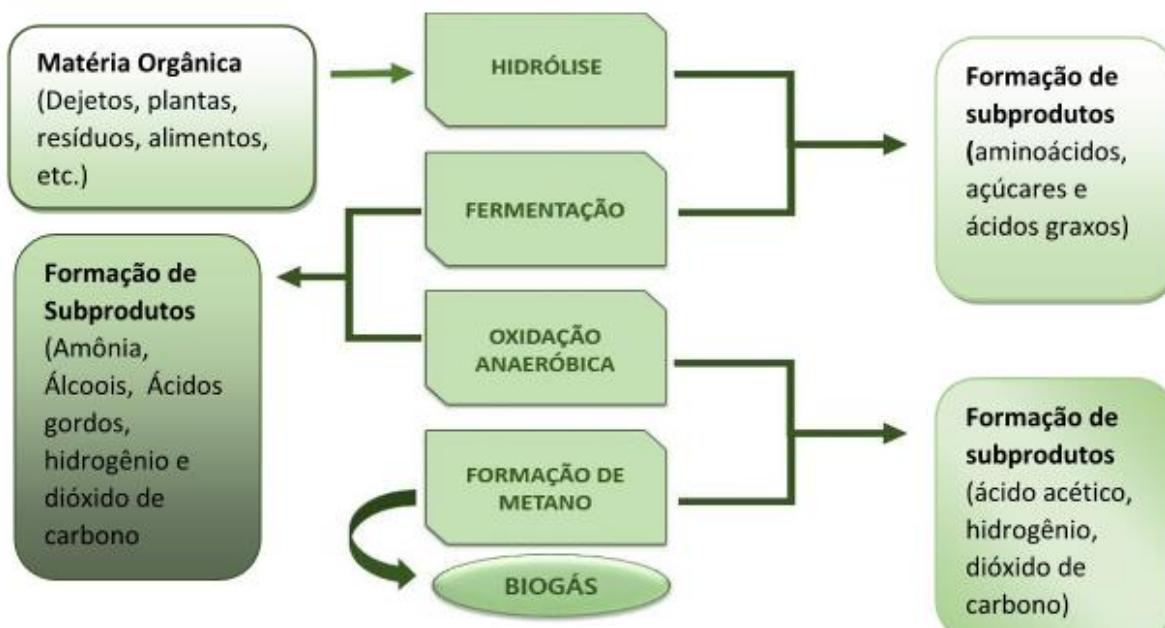 Matéria Orgânica
(Dejetos, plantas,
resíduos, alimentos,
etc.)
HIDRÓLISE
Formação de
subprodutos
(aminoácidos,
açúcares e
ácidos graxos)
FERMENTAÇÃO
Formação de
Subprodutos
(Amônia,
Álcoois, Ácidos
gordos,
hidrogênio e
dióxido de
carbono
OXIDAÇÃO
ANAERÓBICA
FORMAÇÃO DE
METANO
Formação de
subprodutos
(ácido acético,
hidrogênio,
dióxido de
carbono)
BIOGÁS